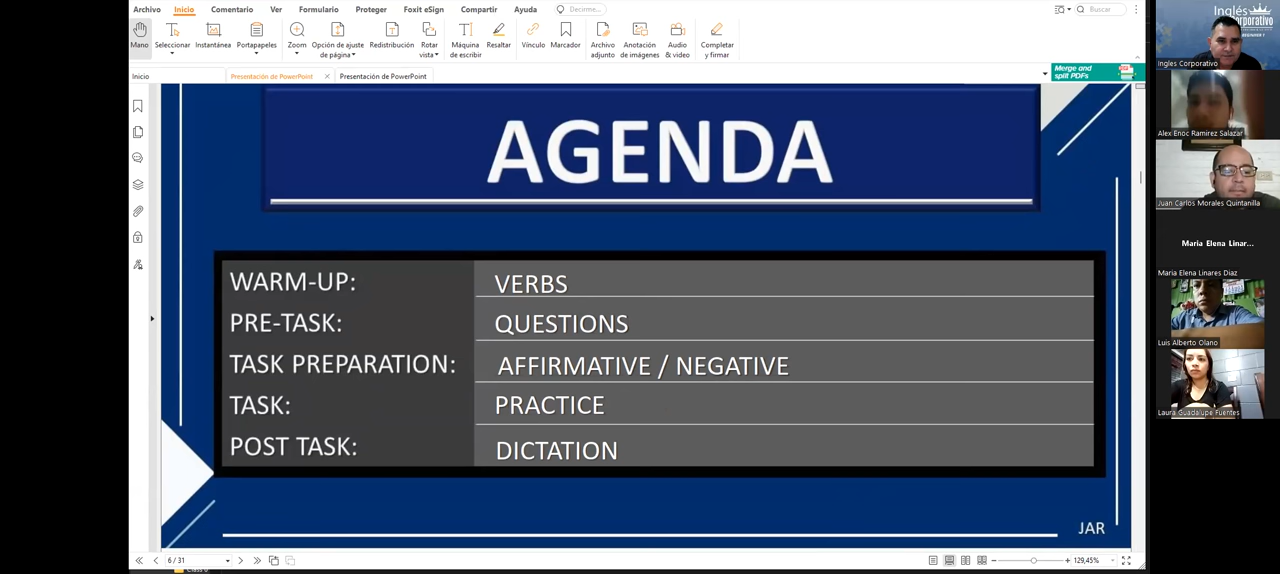 Archivo Inicio Comentario Ver Formulario Proteger Foxit eSign Compartir Ayuda Decirme... Buscar
Mano Seleccionar Instantánea Portapapeles Zoom Opción de ajuste de página Redistribución Rotar vista Máquina de escribir Resaltar Vínculo Marcador Archivo adjunto Anotación de imágenes Audio & vídeo Completar y firmar
Inicio Presentación de PowerPoint Presentación de PowerPoint
Merge and split PDFs
AGENDA
WARM-UP: VERBS
PRE-TASK: QUESTIONS
TASK PREPARATION: AFFIRMATIVE / NEGATIVE
TASK: PRACTICE
POST TASK: DICTATION
JAR
6 / 31
129,45%
Inglés
Corporativo
Ingles Corporativo
Alex Enoc Ramirez Salazar
Juan Carlos Morales Quintanilla
Maria Elena Linar...
Maria Elena Linares Diaz
Luis Alberto Olano
Laura Guadalupe Fuentes